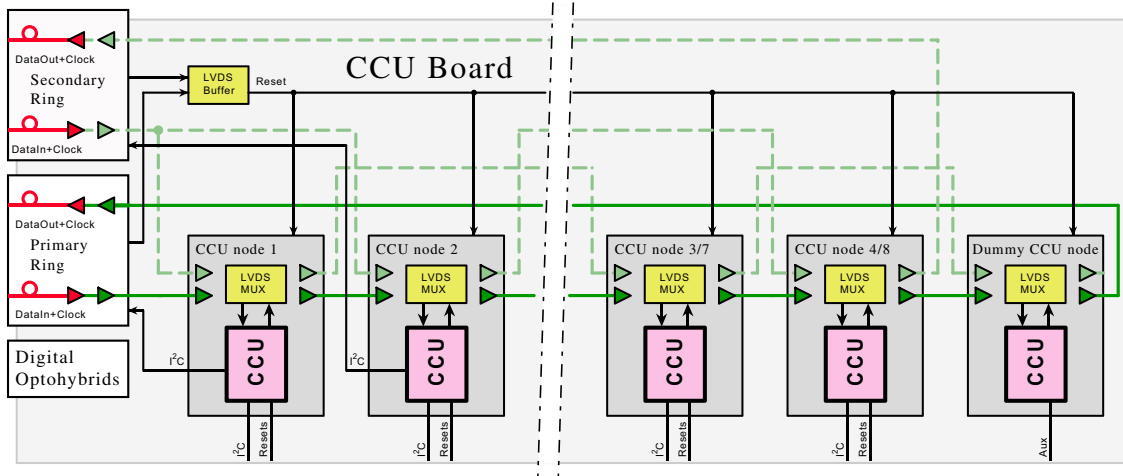 DataOut+Clock
Secondary
Ring
DataIn+Clock
CCU Board
LVDS
Buffer
Reset
DataOut+Clock
Primary
Ring
DataIn+Clock
Digital
Optohybrids
CCU node 1
LVDS
MUX
CCU
I²C
I²C
Resets
CCU node 2
LVDS
MUX
CCU
I²C
I²C
Resets
CCU node 3/7
LVDS
MUX
CCU
I²C
Resets
CCU node 4/8
LVDS
MUX
CCU
I²C
Resets
Dummy CCU node
LVDS
MUX
CCU
Aux